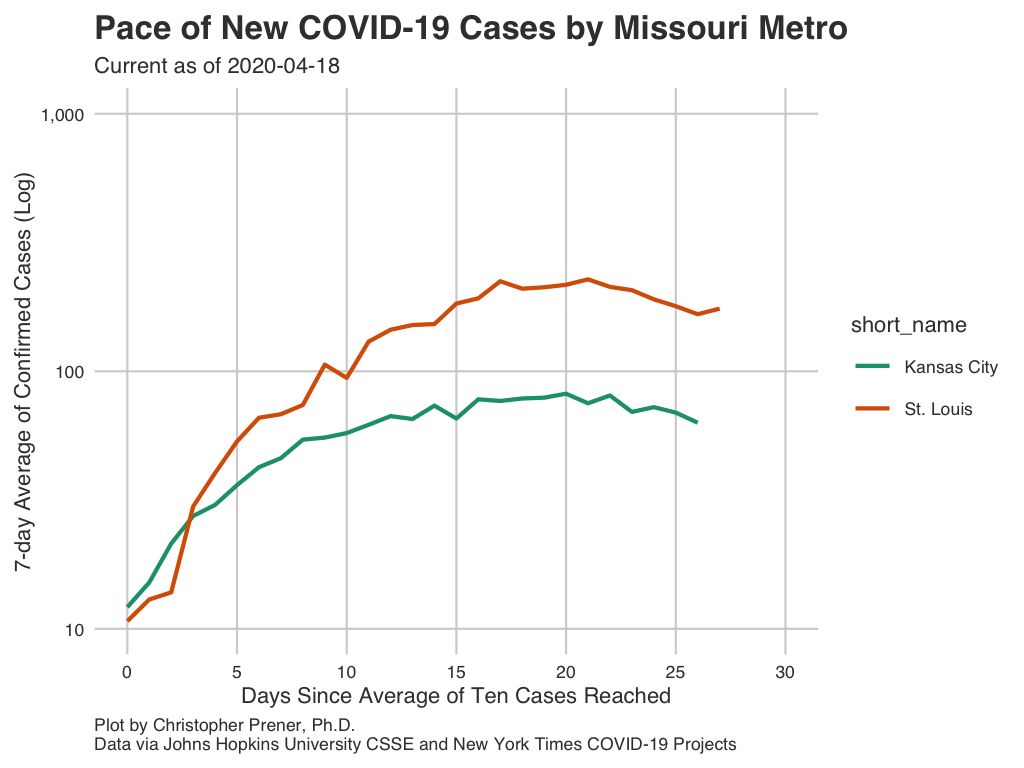 Pace of New COVID-19 Cases by Missouri Metro
Current as of 2020-04-18
1,000
100
10
7-day Average of Confirmed Cases (Log)
0 5 10 15 20 25 30
Days Since Average of Ten Cases Reached
short_name
Kansas City
St. Louis
Plot by Christopher Prener, Ph.D.
Data via Johns Hopkins University CSSE and New York Times COVID-19 Projects